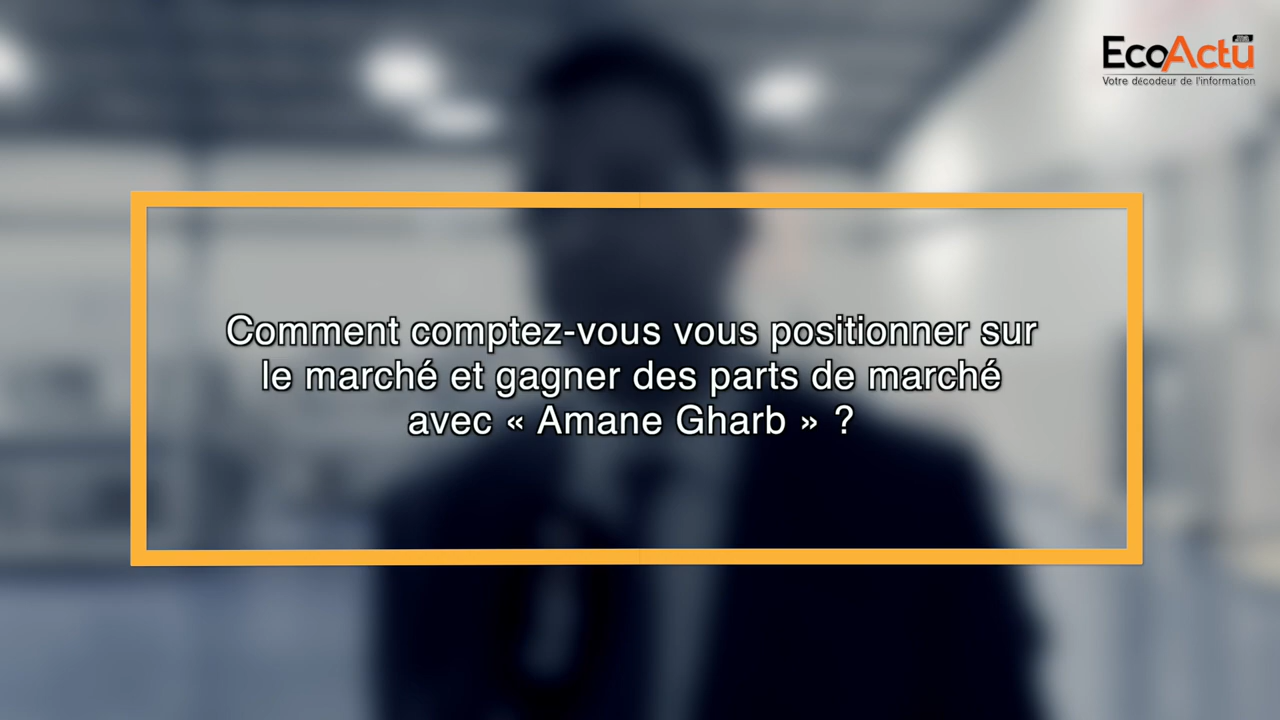 EcoActu
Votre décodeur de l'information
Comment comptez-vous vous positionner sur
le marché et gagner des parts de marché
avec « Amane Gharb » ?